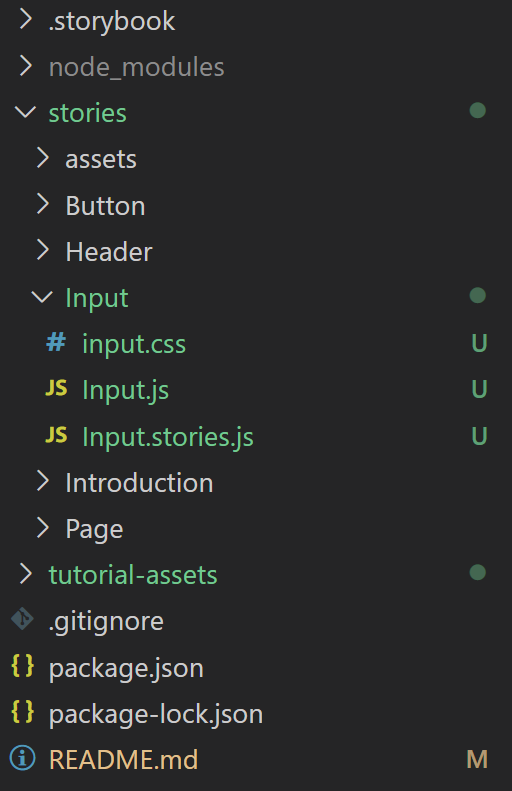 .storybook
node_modules
stories
assets
Button
Header
Input
# input.css U
JS Input.js U
JS Input.stories.js U
Introduction
Page
tutorial-assets
.gitignore
{} package.json
{} package-lock.json
README.md M